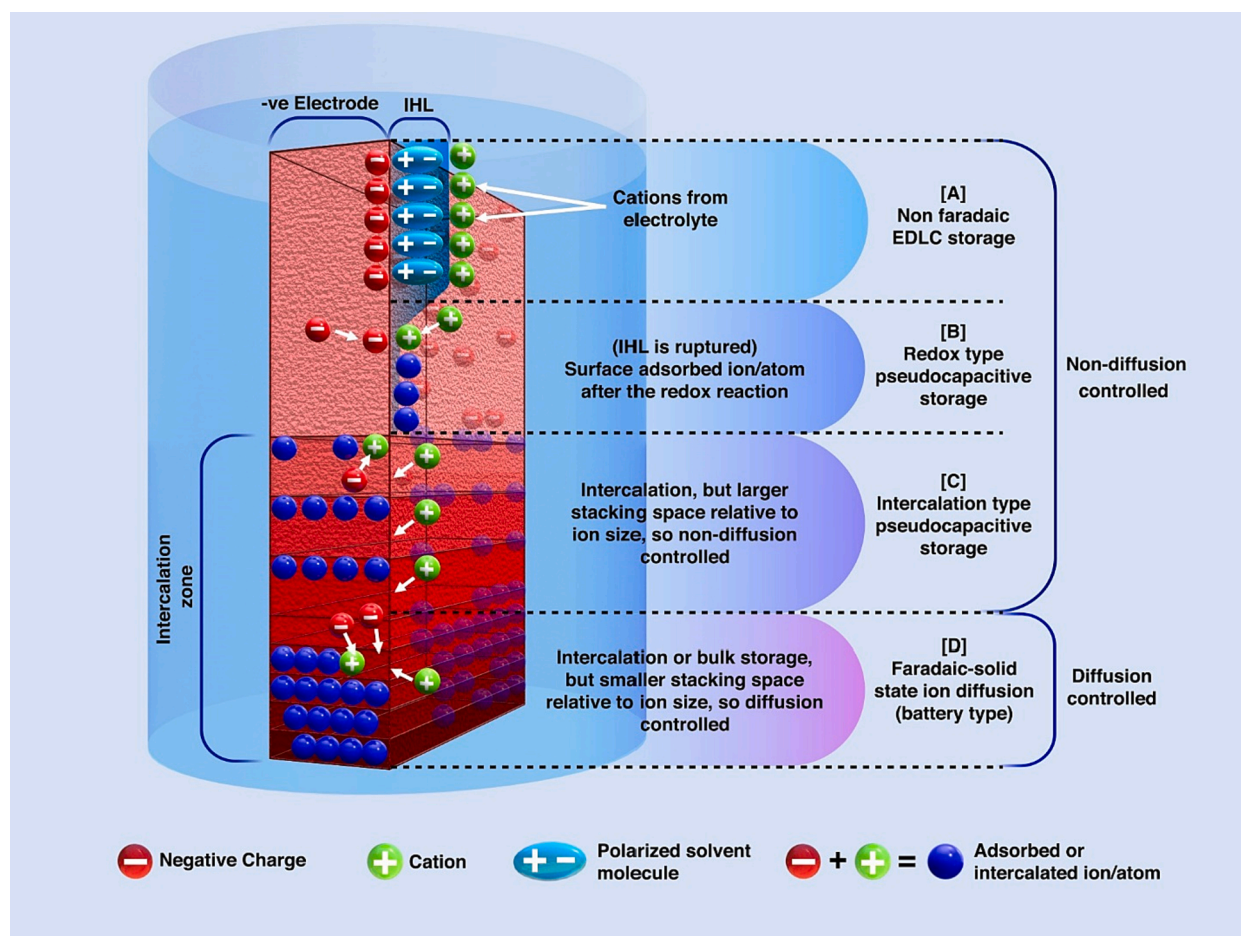 -ve Electrode
IHL
Cations from
electrolyte
[A]
Non faradaic
EDLC storage
(IHL is ruptured)
Surface adsorbed ion/atom
after the redox reaction
[B]
Redox type
pseudocapacitive
storage
Non-diffusion
controlled
Intercalation, but larger
stacking space relative to
ion size, so non-diffusion
controlled
[C]
Intercalation type
pseudocapacitive
storage
Intercalation
zone
Intercalation or bulk storage,
but smaller stacking space
relative to ion size, so diffusion
controlled
[D]
Faradaic-solid
state ion diffusion
(battery type)
Diffusion
controlled
Negative Charge
Cation
Polarized solvent
molecule
+
=
Adsorbed or
intercalated ion/atom